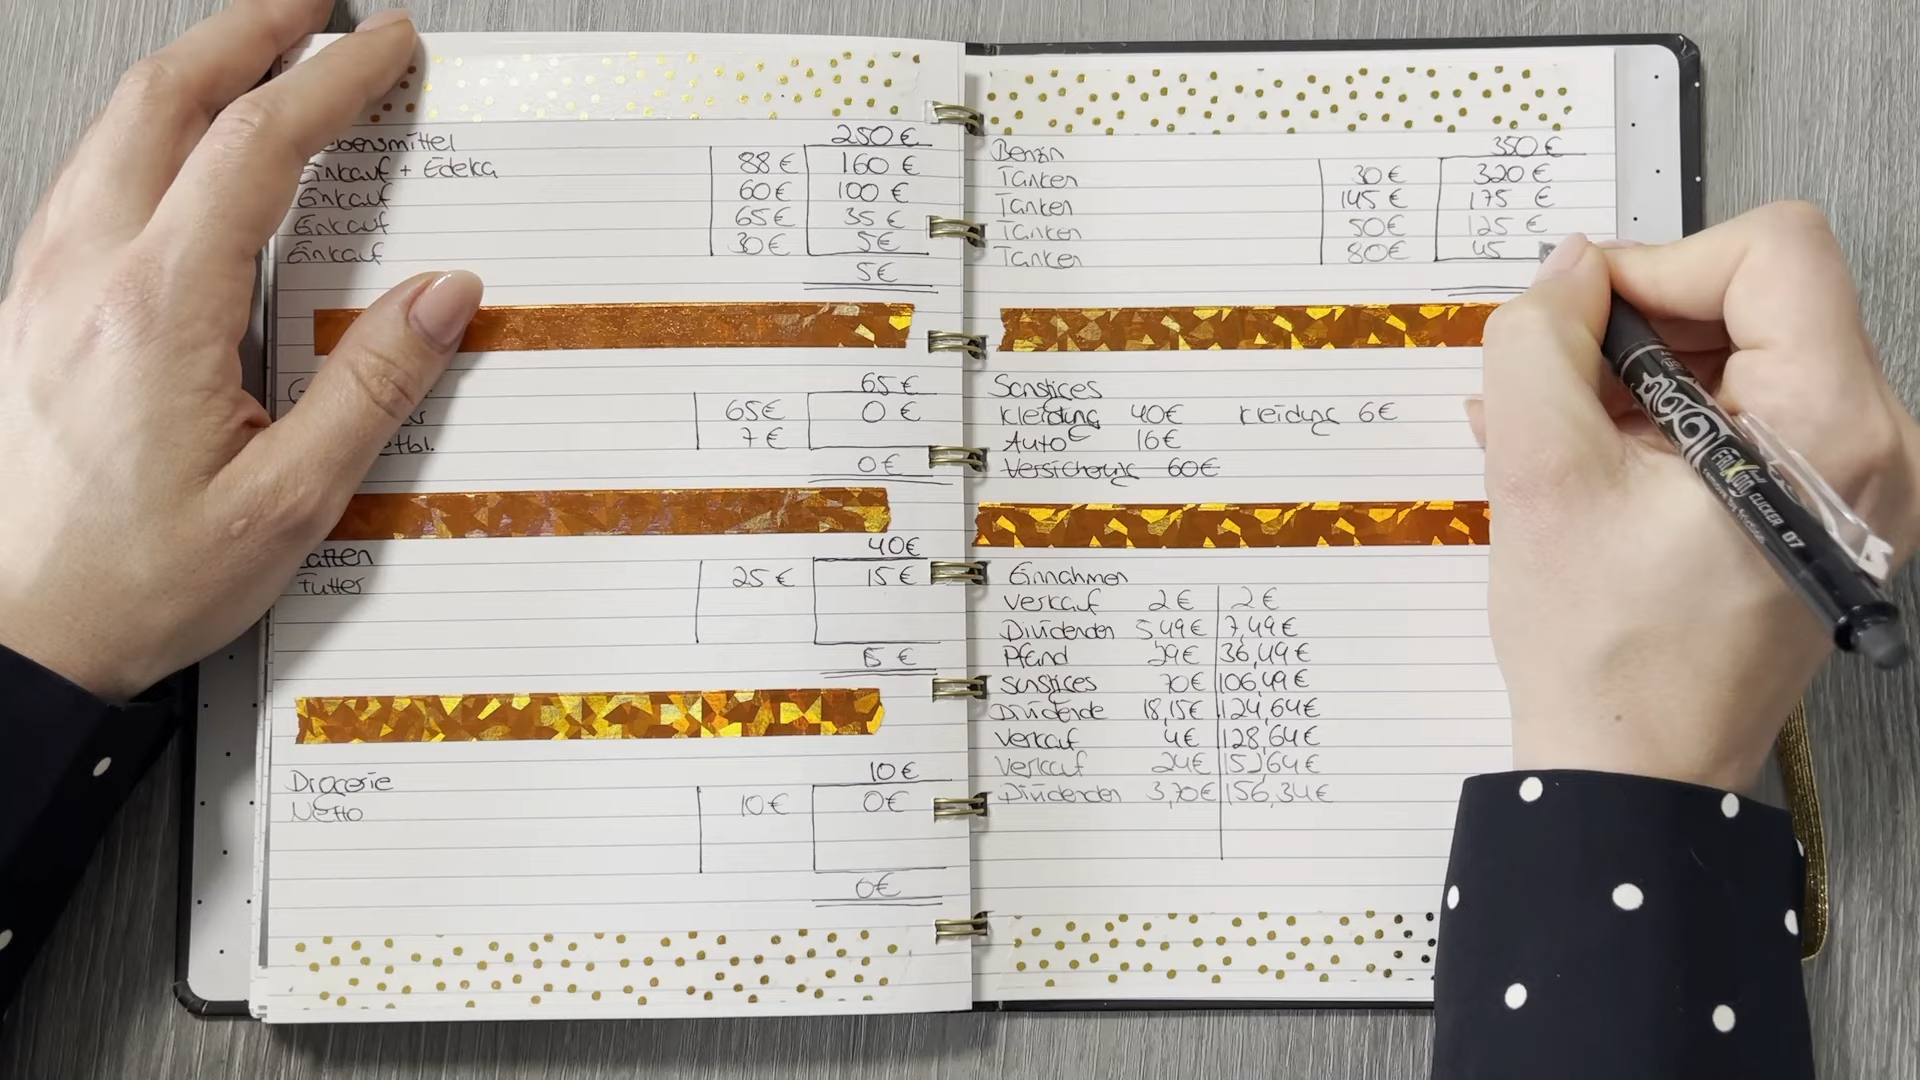 250 €
ebensmittel
Einkauf + Edeka 88 € 160 €
Einkauf 60 € 100 €
Einkauf 65 € 35 €
Einkauf 30 € 5 €
5 €
65 €
65 € 0 €
7 €
0 €
40 €
Futter 25 € 15 €
10 €
Drogerie
Netto 10 € 0 €
0 €
350 €
Benzin
Tanken 30 € 320 €
Tanken 145 € 175 €
Tanken 50 € 125 €
Tanken 80 € 45
Sonstiges
Kleidung 40 € Kleidung 6 €
Auto 16 €
Versicherung 60 €
Einnahmen
Verkauf 2 € 2 €
Dividenden 5,49 € 7,49 €
Pfand 29 € 36,49 €
Sonstiges 70 € 106,49 €
Dividende 18,15 € 124,64 €
Verkauf 4 € 128,64 €
Verkauf 24 € 152,64 €
Dividenden 3,70 € 156,34 €
FriXion CLICKER 07